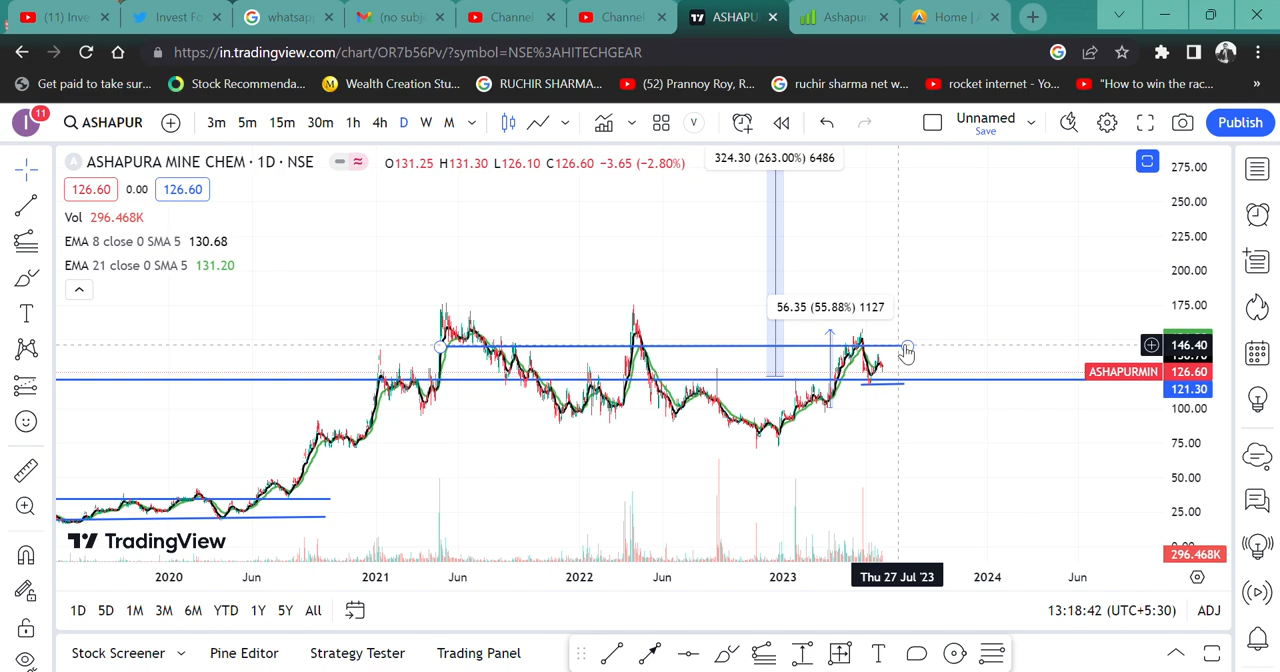 (11) Inve
Invest Fo
whatsap
(no subj
Channel
Channel
ASHAPU
Ashapur
Home | A
https://in.tradingview.com/chart/OR7b56Pv/?symbol=NSE%3AHITECHGEAR
Get paid to take sur...
Stock Recommenda...
Wealth Creation Stu...
RUCHIR SHARMA...
(52) Prannoy Roy, R...
ruchir sharma net w...
rocket internet - Yo...
"How to win the rac...
»
I 11
ASHAPUR
3m 5m 15m 30m 1h 4h D W M
V
Unnamed
Save
Publish
A ASHAPURA MINE CHEM · 1D · NSE O131.25 H131.30 L126.10 C126.60 −3.65 (−2.80%)
324.30 (263.00%) 6486
126.60 0.00 126.60
Vol 296.468K
EMA 8 close 0 SMA 5 130.68
EMA 21 close 0 SMA 5 131.20
56.35 (55.88%) 1127
275.00
250.00
225.00
200.00
175.00
146.40
ASHAPURMIN 126.60
121.30
100.00
75.00
50.00
25.00
296.468K
TradingView
2020 Jun 2021 Jun 2022 Jun 2023 Thu 27 Jul '23 2024 Jun
1D 5D 1M 3M 6M YTD 1Y 5Y All
13:18:42 (UTC+5:30) ADJ
Stock Screener Pine Editor Strategy Tester Trading Panel